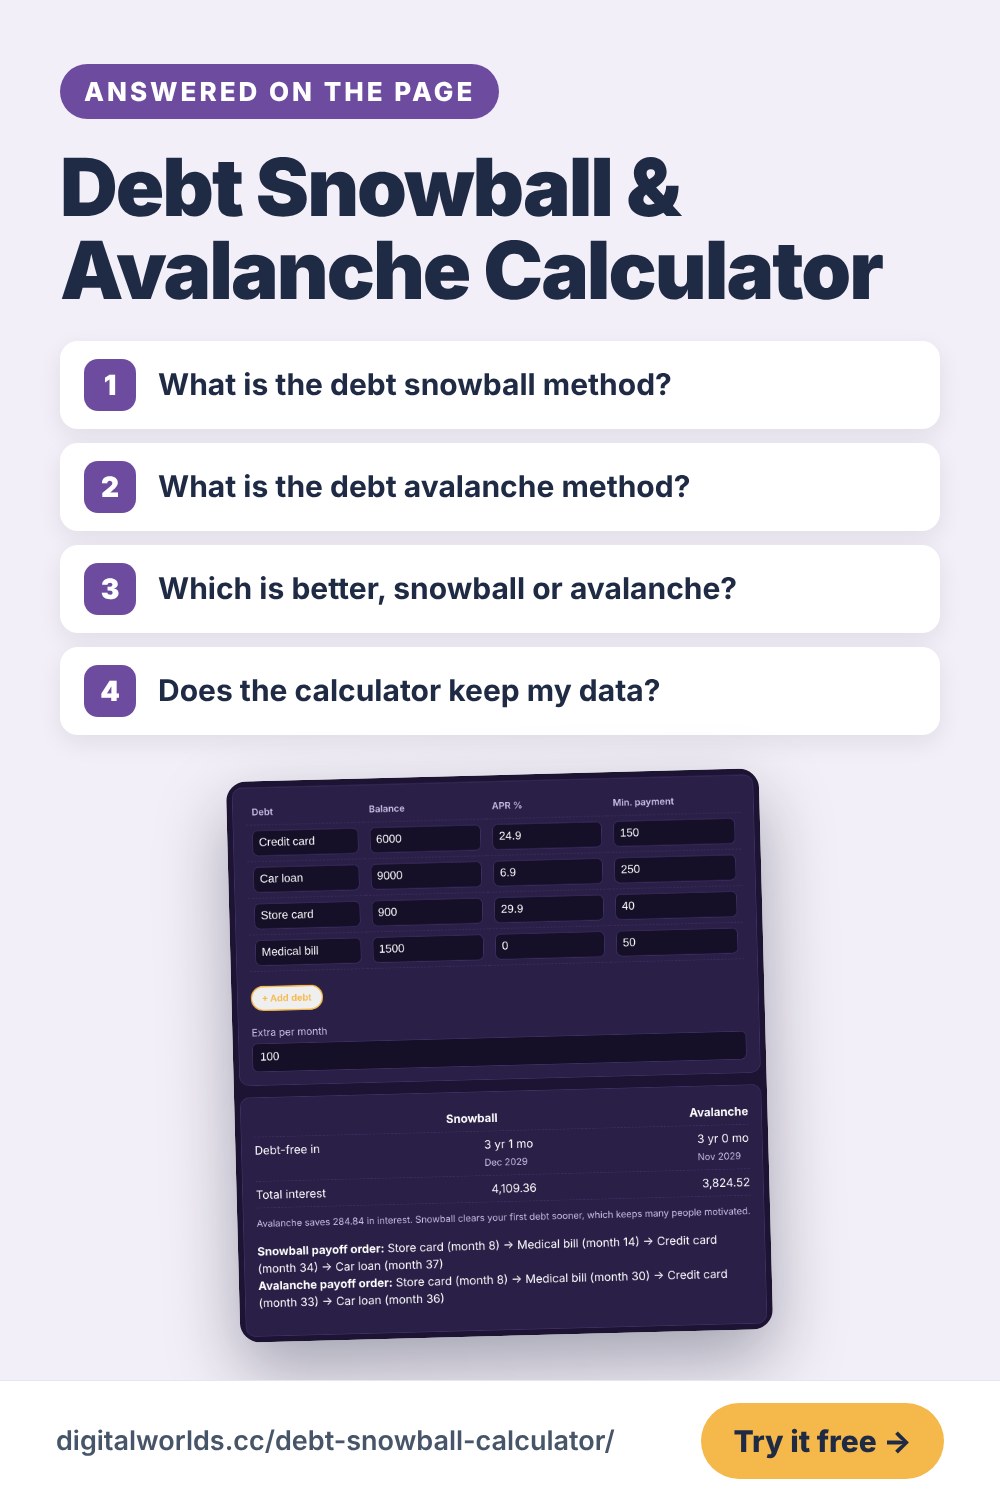 ANSWERED ON THE PAGE
Debt Snowball &
Avalanche Calculator
1 What is the debt snowball method?
2 What is the debt avalanche method?
3 Which is better, snowball or avalanche?
4 Does the calculator keep my data?
Debt Balance APR % Min. payment
Credit card 6000 24.9 150
Car loan 9000 6.9 250
Store card 900 29.9 40
Medical bill 1500 0 50
+ Add debt
Extra per month
100
Snowball Avalanche
Debt-free in 3 yr 1 mo 3 yr 0 mo
Dec 2029 Nov 2029
Total interest 4,109.36 3,824.52
Avalanche saves 284.84 in interest. Snowball clears your first debt sooner, which keeps many people motivated.
Snowball payoff order: Store card (month 8) → Medical bill (month 14) → Credit card
(month 34) → Car loan (month 37)
Avalanche payoff order: Store card (month 8) → Medical bill (month 30) → Credit card
(month 33) → Car loan (month 36)
digitalworlds.cc/debt-snowball-calculator/
Try it free →